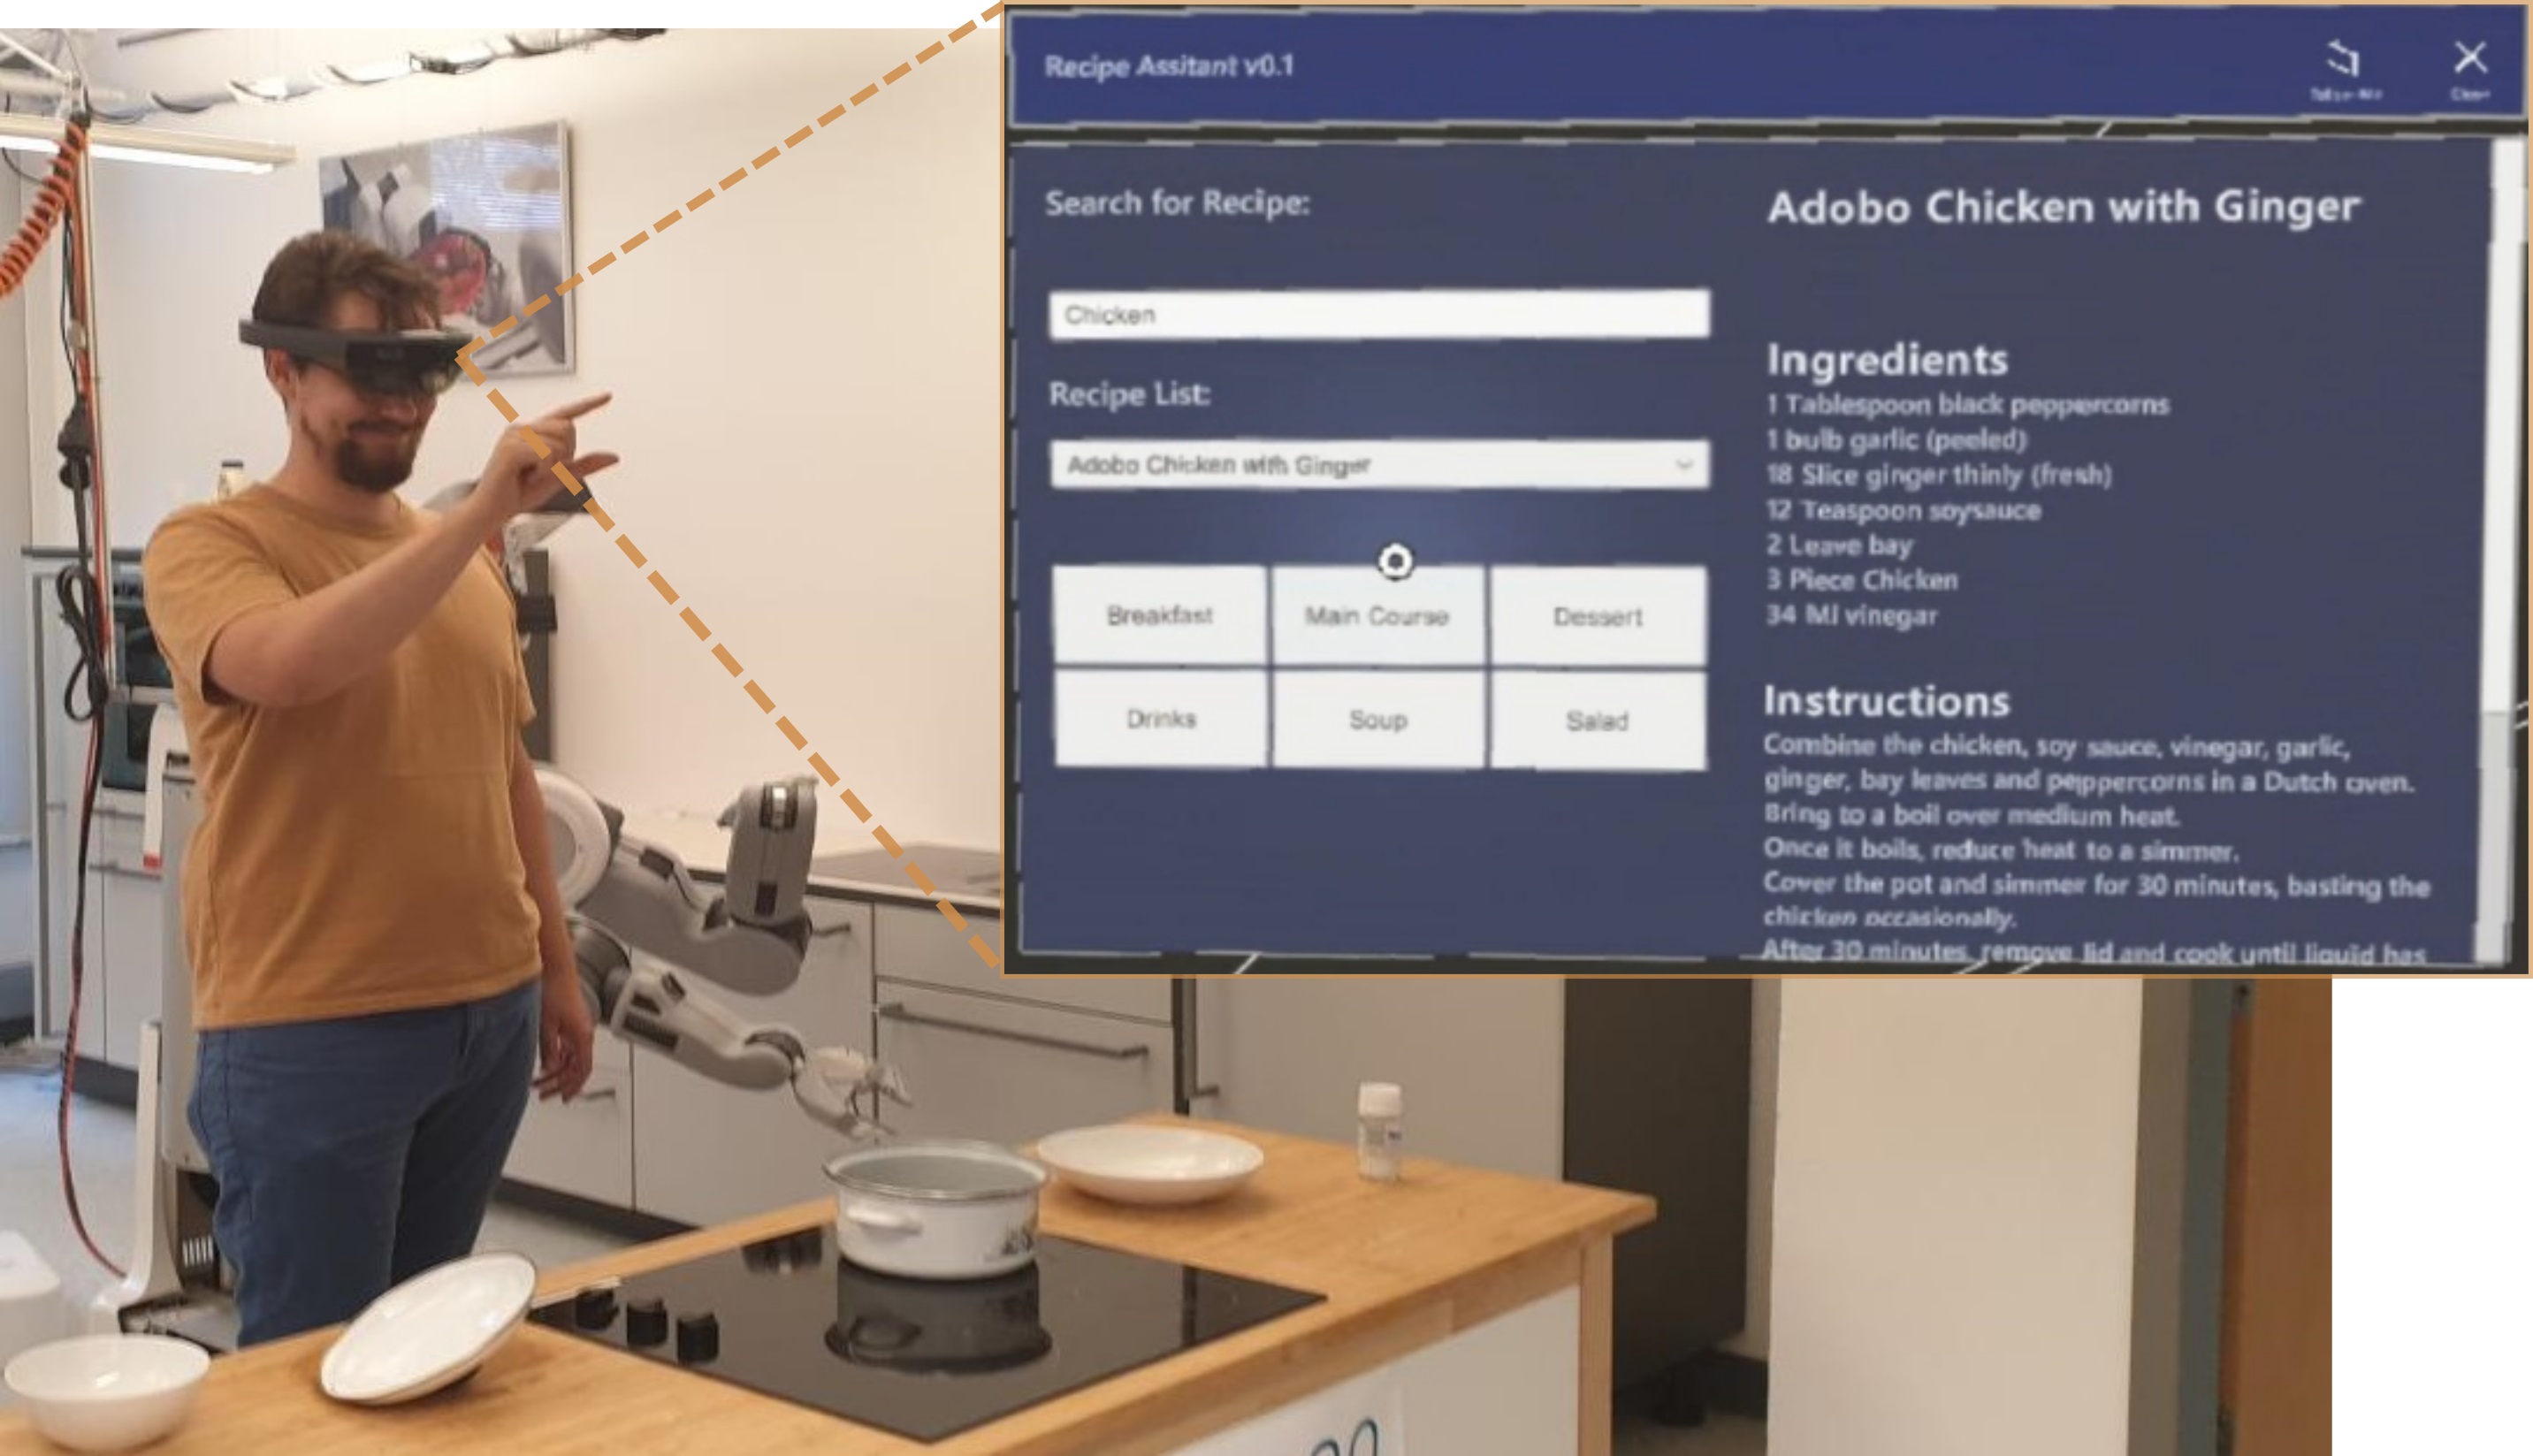 Recipe Assitant v0.1
Close
Search for Recipe:
Chicken
Recipe List:
Adobo Chicken with Ginger
Breakfast
Main Course
Dessert
Drinks
Soup
Salad
Adobo Chicken with Ginger
Ingredients
1 Tablespoon black peppercorns
1 bulb garlic (peeled)
18 Slice ginger thinly (fresh)
12 Teaspoon soysauce
2 Leave bay
3 Piece Chicken
34 Ml vinegar
Instructions
Combine the chicken, soy sauce, vinegar, garlic,
ginger, bay leaves and peppercorns in a Dutch oven.
Bring to a boil over medium heat.
Once it boils, reduce heat to a simmer.
Cover the pot and simmer for 30 minutes, basting the
chicken occasionally.
After 30 minutes, remove lid and cook until liquid has